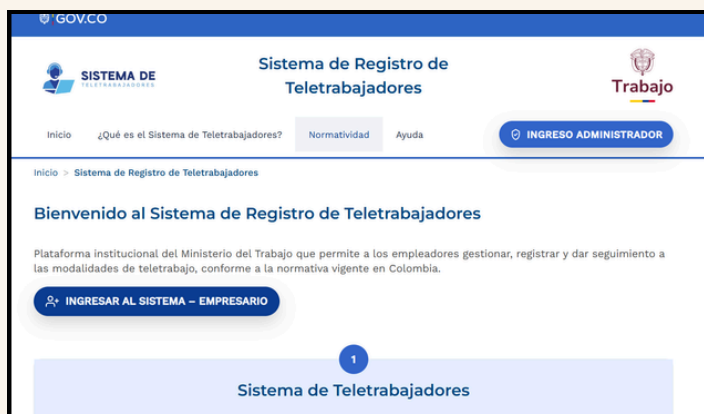 GOV.CO
SISTEMA DE
TELETRABAJADORES
Sistema de Registro de
Teletrabajadores
Trabajo
Inicio
¿Qué es el Sistema de Teletrabajadores?
Normatividad
Ayuda
INGRESO ADMINISTRADOR
Inicio > Sistema de Registro de Teletrabajadores
Bienvenido al Sistema de Registro de Teletrabajadores
Plataforma institucional del Ministerio del Trabajo que permite a los empleadores gestionar, registrar y dar seguimiento a
las modalidades de teletrabajo, conforme a la normativa vigente en Colombia.
INGRESAR AL SISTEMA – EMPRESARIO
1
Sistema de Teletrabajadores